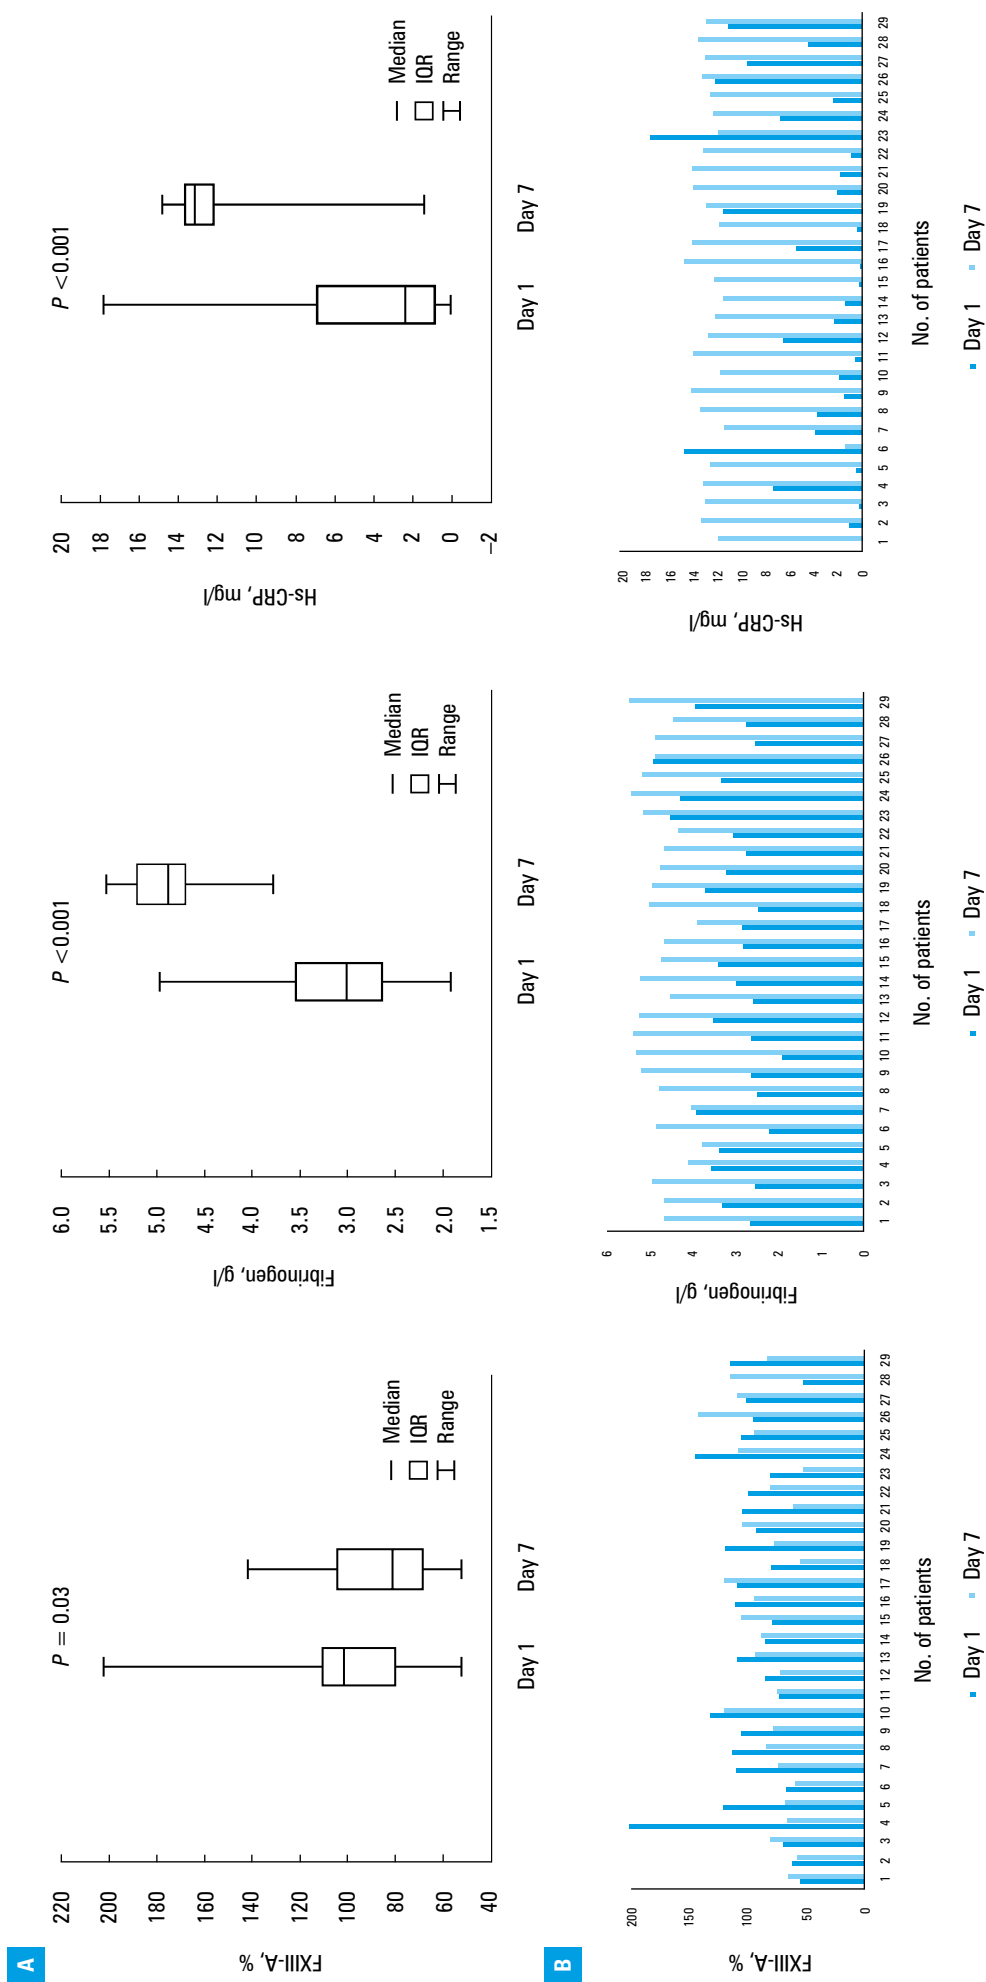 A
FXIII-A, %
220
200
180
160
140
120
100
80
60
40
P = 0.03
Day 1
Day 7
Median
IQR
Range
Fibrinogen, g/l
6.0
5.5
5.0
4.5
4.0
3.5
3.0
2.5
2.0
1.5
P <0.001
Day 1
Day 7
Median
IQR
Range
Hs-CRP, mg/l
20
18
16
14
12
10
8
6
4
2
0
–2
P <0.001
Day 1
Day 7
Median
IQR
Range
B
FXIII-A, %
200
150
100
50
0
1 2 3 4 5 6 7 8 9 10 11 12 13 14 15 16 17 18 19 20 21 22 23 24 25 26 27 28 29
No. of patients
Day 1 Day 7
Fibrinogen, g/l
6
5
4
3
2
1
0
1 2 3 4 5 6 7 8 9 10 11 12 13 14 15 16 17 18 19 20 21 22 23 24 25 26 27 28 29
No. of patients
Day 1 Day 7
Hs-CRP, mg/l
20
18
16
14
12
10
8
6
4
2
0
1 2 3 4 5 6 7 8 9 10 11 12 13 14 15 16 17 18 19 20 21 22 23 24 25 26 27 28 29
No. of patients
Day 1 Day 7